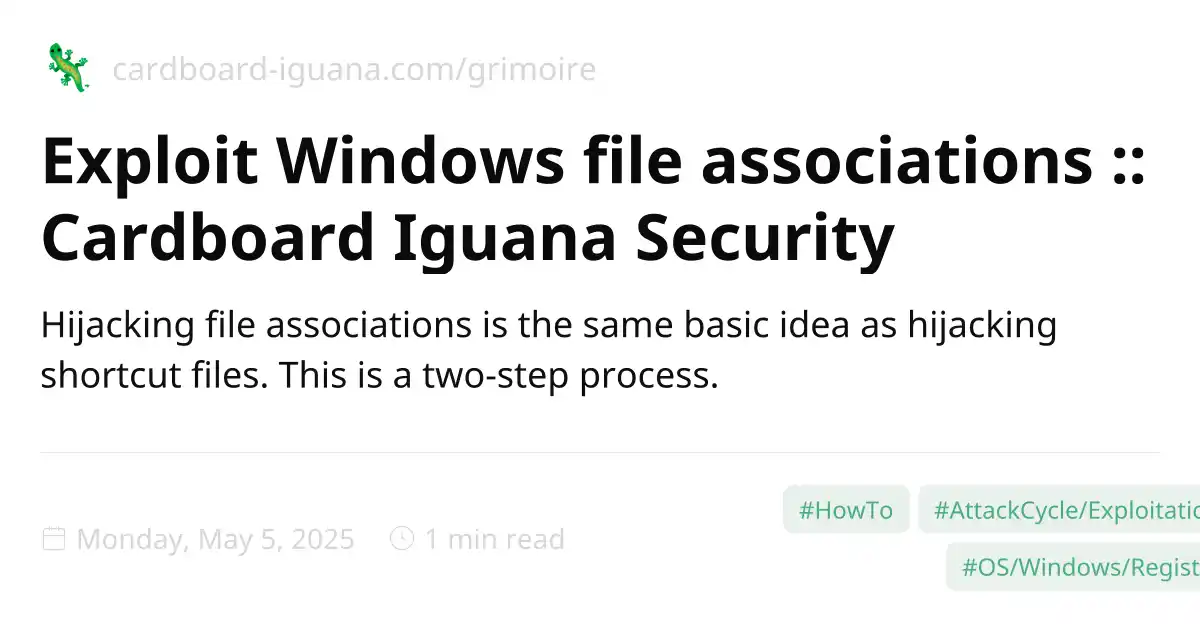 cardboard-iguana.com/grimoire
Exploit Windows file associations ::
Cardboard Iguana Security
Hijacking file associations is the same basic idea as hijacking
shortcut files. This is a two-step process.
#HowTo #AttackCycle/Exploitatio
Monday, May 5, 2025 1 min read
#OS/Windows/Regist